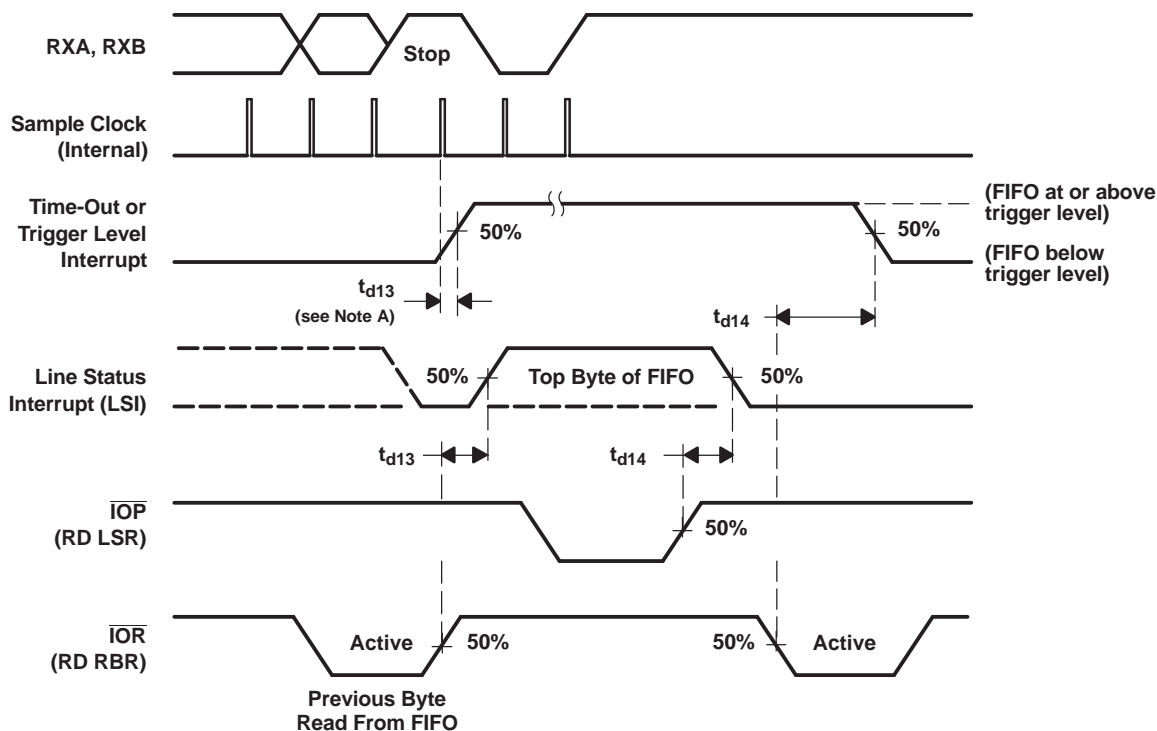 RXA, RXB
Stop
Sample Clock
(Internal)
Time-Out or
Trigger Level
Interrupt
50%
50%
(FIFO at or above
trigger level)
(FIFO below
trigger level)
td13
(see Note A)
td14
Line Status
Interrupt (LSI)
50%
Top Byte of FIFO
50%
td13
td14
IOP
(RD LSR)
50%
IOR
(RD RBR)
Active
50%
50%
Active
Previous Byte
Read From FIFO